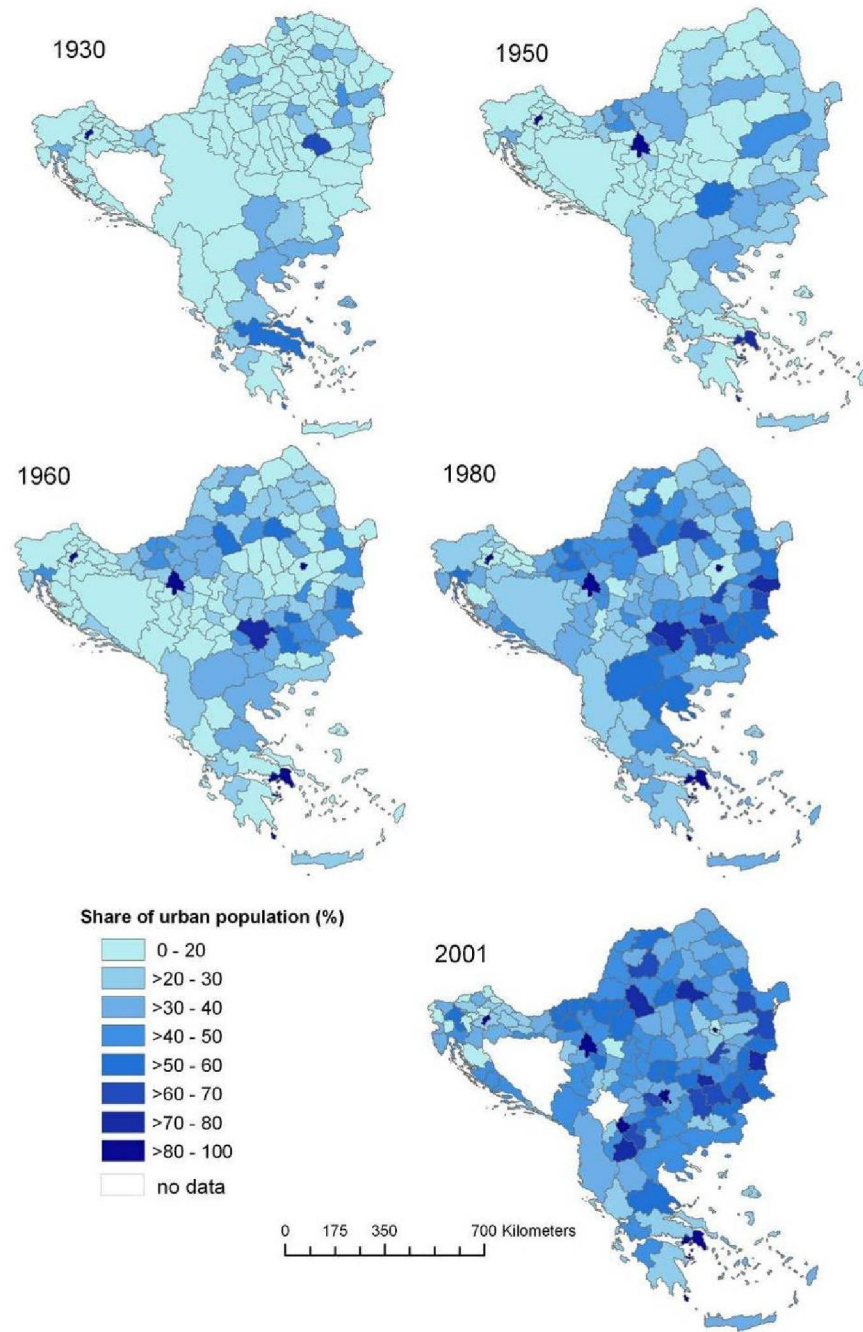 1930
1950
1960
1980
2001
Share of urban population (%)
0 - 20
>20 - 30
>30 - 40
>40 - 50
>50 - 60
>60 - 70
>70 - 80
>80 - 100
no data
0 175 350 700 Kilometers